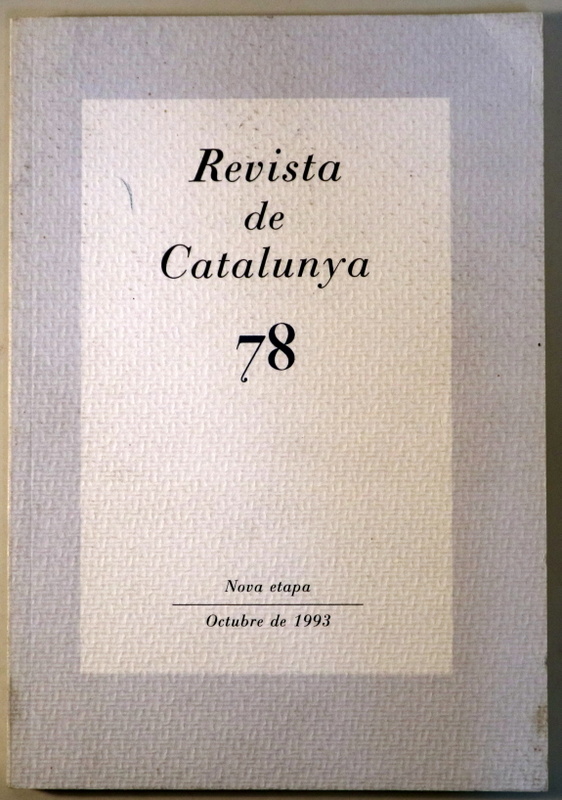 Revista
de
Catalunya
78
Nova etapa
Octubre de 1993